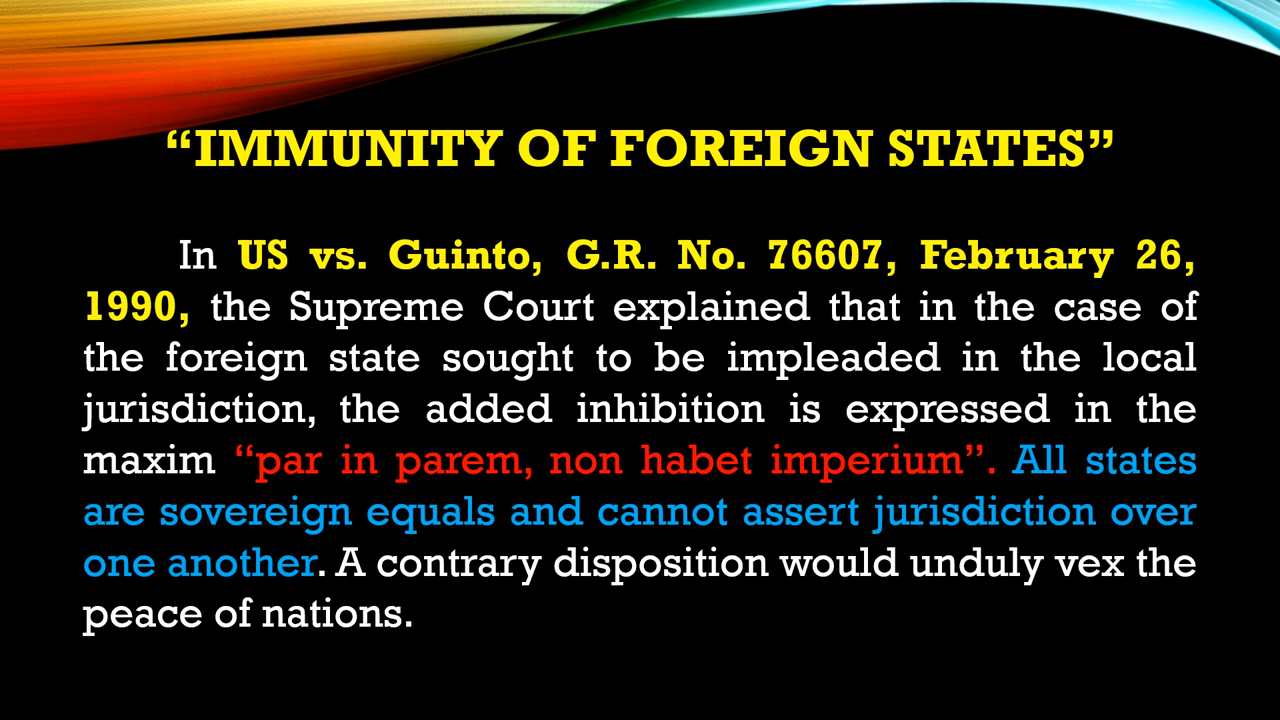 “IMMUNITY OF FOREIGN STATES”
In US vs. Guinto, G.R. No. 76607, February 26,
1990, the Supreme Court explained that in the case of
the foreign state sought to be impleaded in the local
jurisdiction, the added inhibition is expressed in the
maxim “par in parem, non habet imperium”. All states
are sovereign equals and cannot assert jurisdiction over
one another. A contrary disposition would unduly vex the
peace of nations.